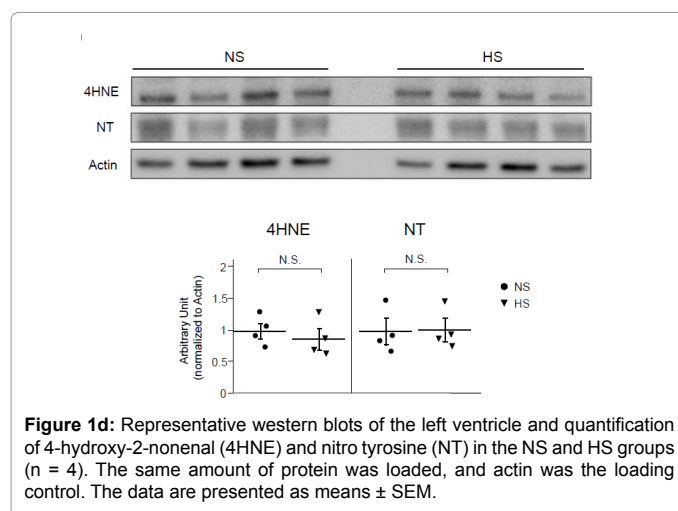 NS HS
4HNE
NT
Actin
4HNE NT
N.S. N.S.
2
1.5
1
0.5
0
Arbitrary Unit
(normalized to Actin)
NS
HS
Figure 1d: Representative western blots of the left ventricle and quantification
of 4-hydroxy-2-nonenal (4HNE) and nitro tyrosine (NT) in the NS and HS groups
(n = 4). The same amount of protein was loaded, and actin was the loading
control. The data are presented as means ± SEM.